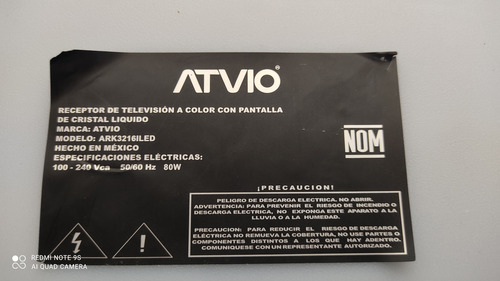 ATVIO®
RECEPTOR DE TELEVISIÓN A COLOR CON PANTALLA
DE CRISTAL LIQUIDO
MARCA: ATVIO
MODELO: ARK3216ILED
HECHO EN MÉXICO
ESPECIFICACIONES ELÉCTRICAS:
100 - 240 Vca 50/60 Hz 80W
NOM
¡PRECAUCION!
PELIGRO DE DESCARGA ELECTRICA. NO ABRIR.
ADVERTENCIA: PARA PREVENIR EL RIESGO DE INCENDIO O
DESCARGA ELECTRICA, NO EXPONGA ESTE APARATO A LA
LLUVIA O A LA HUMEDAD.
PRECAUCION: PARA REDUCIR EL RIESGO DE DESCARGA
ELÉCTRICA NO REMUEVA LA COBERTURA, NO USE PARTES O
COMPONENTES DISTINTOS A LOS QUE HAY ADENTRO.
COMUNIQUESE CON UN REPRESENTANTE AUTORIZADO.
REDMI NOTE 9S
AI QUAD CAMERA